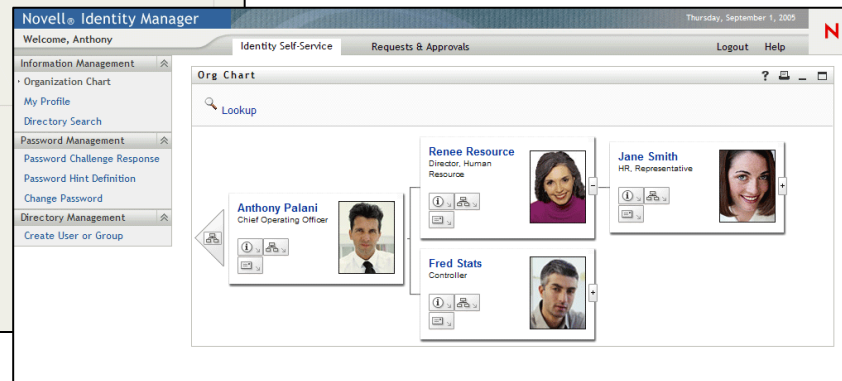 Novell® Identity Manager
Thursday, September 1, 2005
N
Welcome, Anthony
Identity Self-Service
Requests & Approvals
Logout
Help
Information Management
· Organization Chart
My Profile
Directory Search
Password Management
Password Challenge Response
Password Hint Definition
Change Password
Directory Management
Create User or Group
Org Chart
?
Lookup
Anthony Palani
Chief Operating Officer
Renee Resource
Director, Human
Resource
Jane Smith
HR, Representative
Fred Stats
Controller